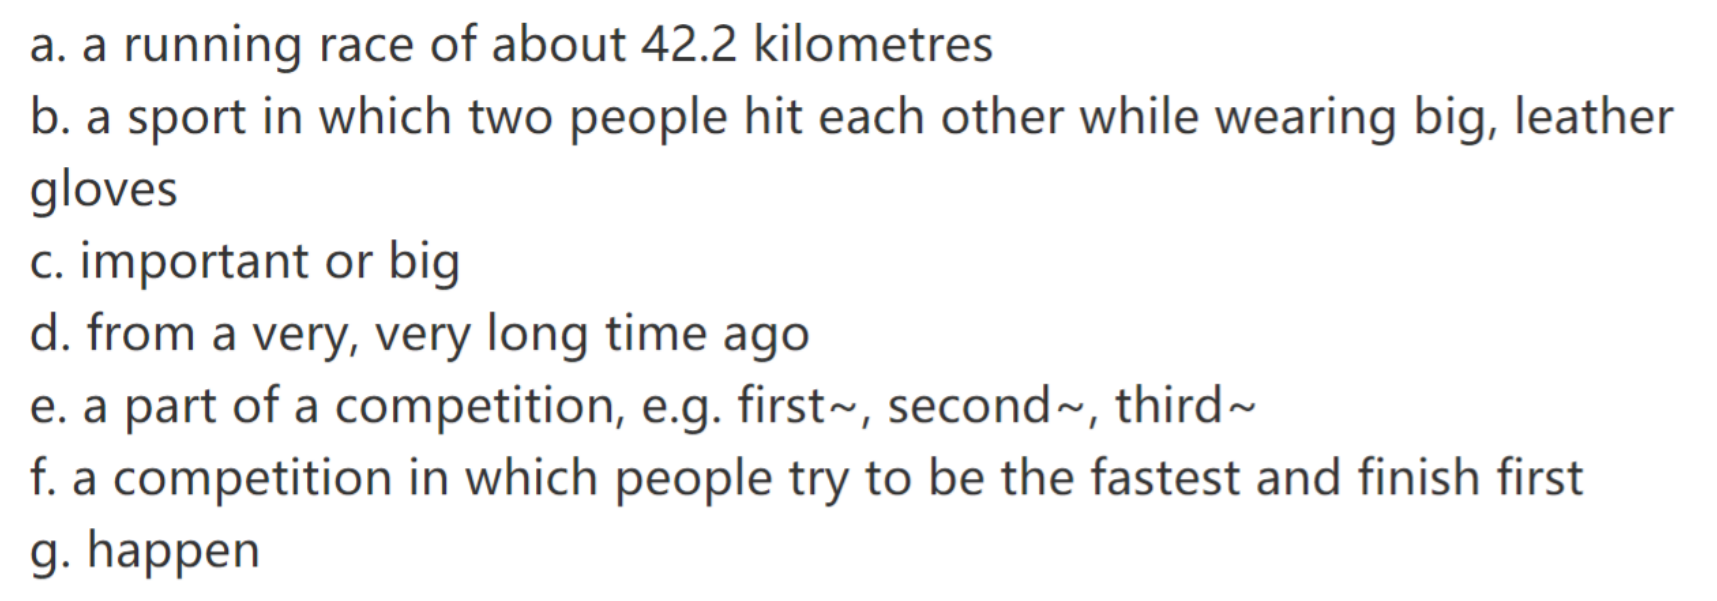 a. a running race of about 42.2 kilometres
b. a sport in which two people hit each other while wearing big, leather
gloves
c. important or big
d. from a very, very long time ago
e. a part of a competition, e.g. first~, second~, third~
f. a competition in which people try to be the fastest and finish first
g. happen